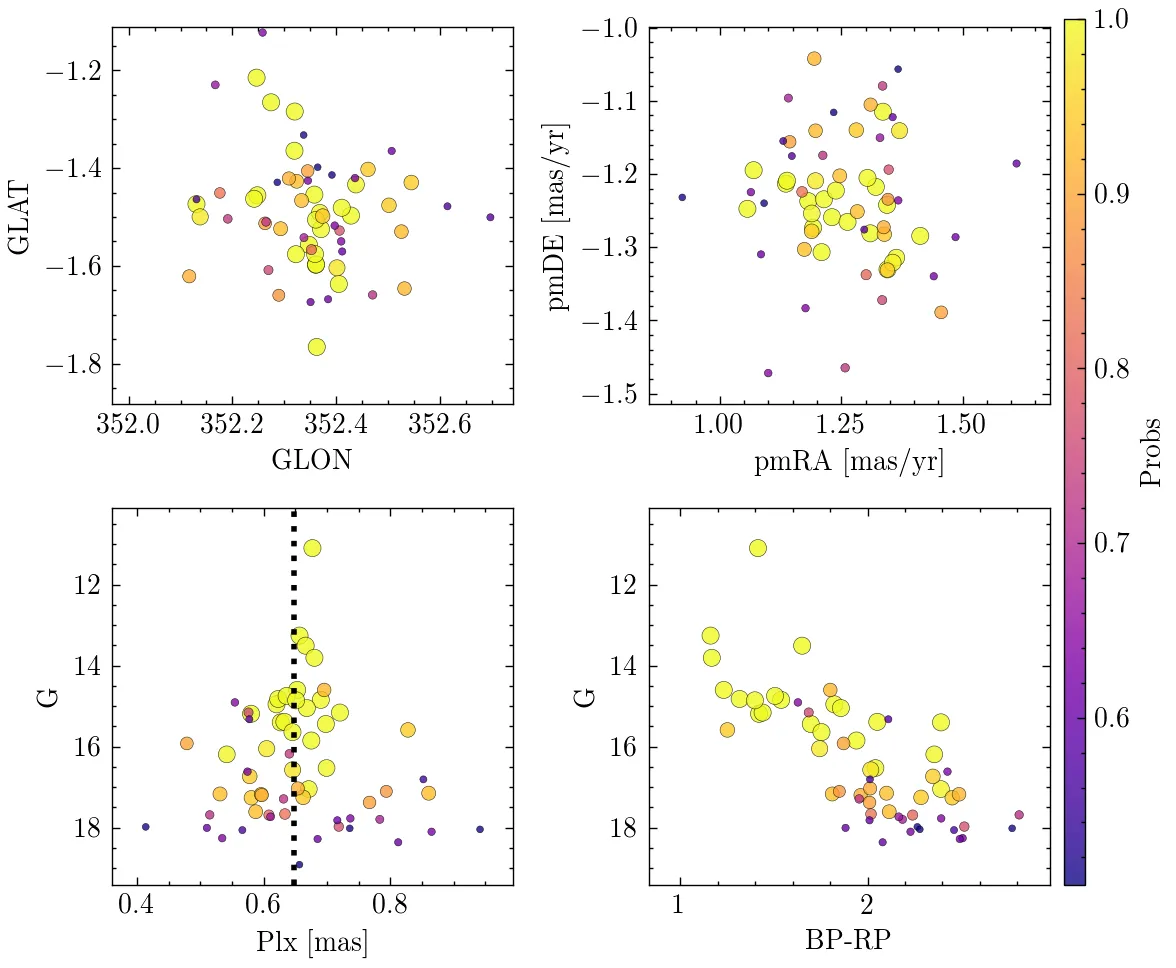 −1.2
−1.4
−1.6
−1.8
GLAT
352.0 352.2 352.4 352.6
GLON
−1.0
−1.1
−1.2
−1.3
−1.4
−1.5
pmDE [mas/yr]
1.00 1.25 1.50
pmRA [mas/yr]
12
14
16
18
G
0.4 0.6 0.8
Plx [mas]
12
14
16
18
G
1 2
BP-RP
1.0
0.9
0.8
0.7
0.6
Probs